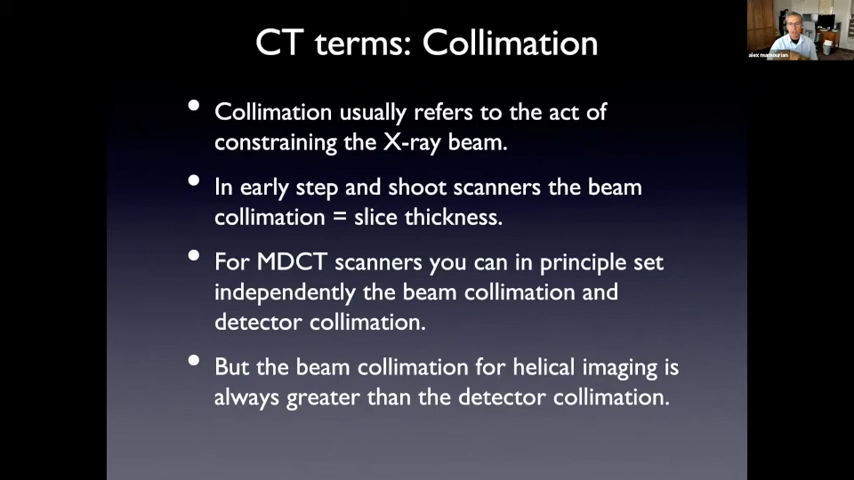 CT terms: Collimation
• Collimation usually refers to the act of
constraining the X-ray beam.
• In early step and shoot scanners the beam
collimation = slice thickness.
• For MDCT scanners you can in principle set
independently the beam collimation and
detector collimation.
• But the beam collimation for helical imaging is
always greater than the detector collimation.
alex mamourian